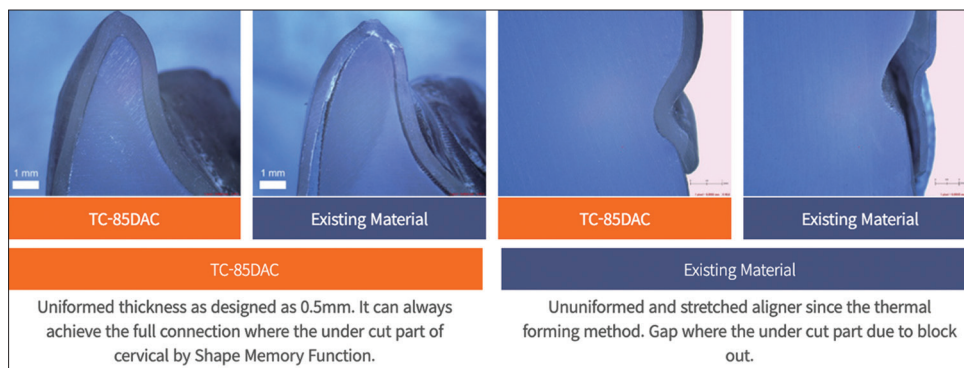 1 mm
1 mm
TC-85DAC
Existing Material
TC-85DAC
Existing Material
TC-85DAC
Existing Material
Uniformed thickness as designed as 0.5mm. It can always
achieve the full connection where the under cut part of
cervical by Shape Memory Function.
Ununiformed and stretched aligner since the thermal
forming method. Gap where the under cut part due to block
out.